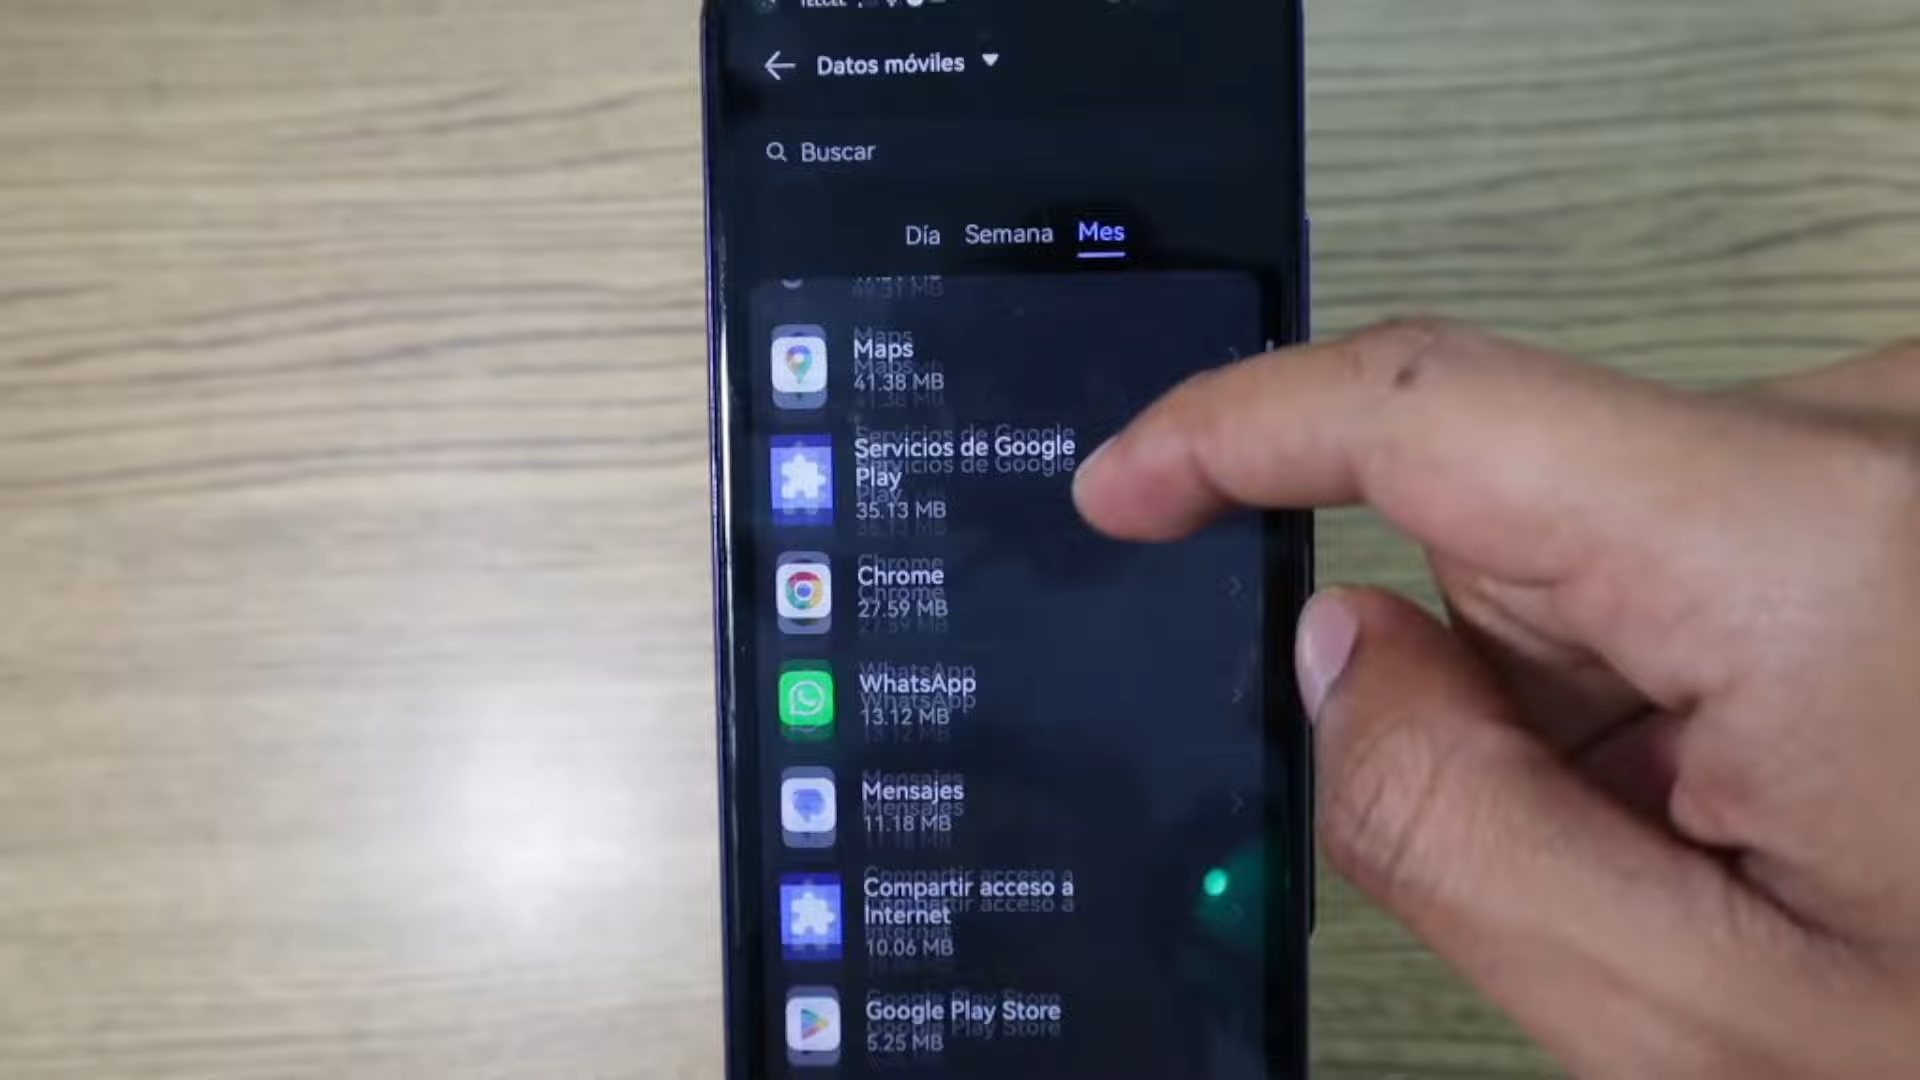 TELCEL
Datos móviles
Buscar
Día Semana Mes
Maps
41.38 MB
Servicios de Google
Play
35.13 MB
Chrome
27.59 MB
WhatsApp
13.12 MB
Mensajes
11.18 MB
Compartir acceso a
Internet
10.06 MB
Google Play Store
5.25 MB